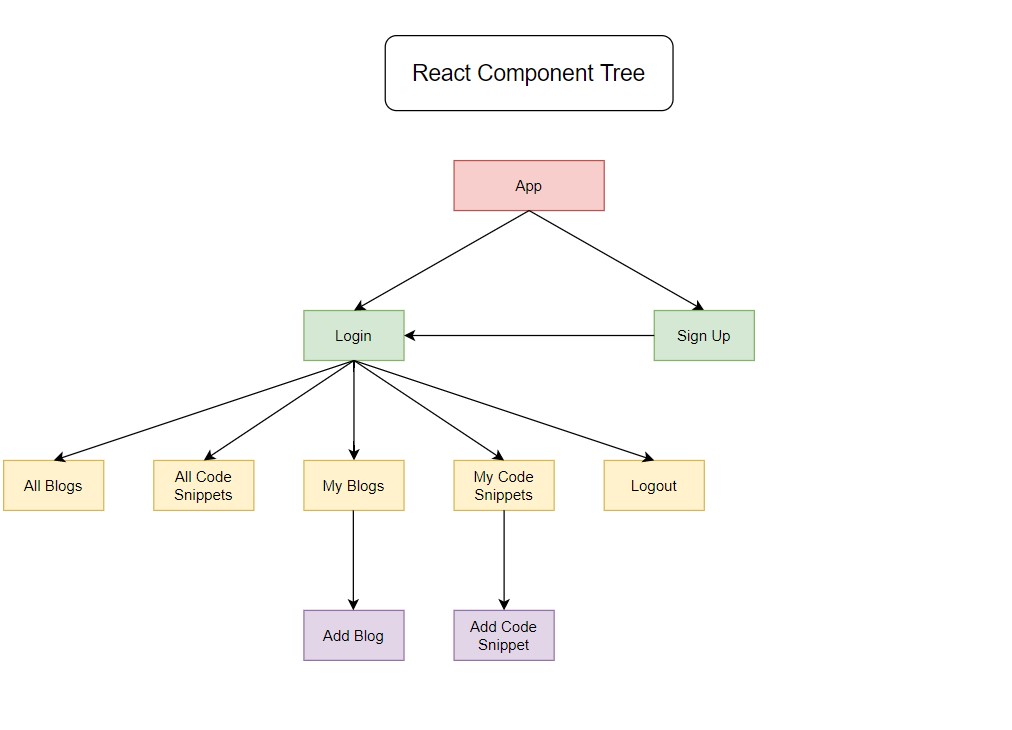 React Component Tree
App
Login
Sign Up
All Blogs
All Code
Snippets
My Blogs
My Code
Snippets
Logout
Add Blog
Add Code
Snippet